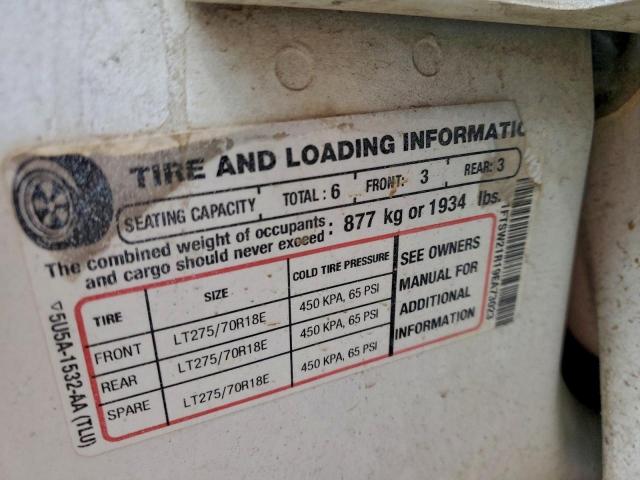 TIRE AND LOADING INFORMATIO
SEATING CAPACITY TOTAL : 6 FRONT: 3 REAR: 3
The combined weight of occupants
and cargo should never exceed : 877 kg or 1934 lbs.
TIRE SIZE COLD TIRE PRESSURE
FRONT LT275/70R18E 450 KPA, 65 PSI
REAR LT275/70R18E 450 KPA, 65 PSI
SPARE LT275/70R18E 450 KPA, 65 PSI
SEE OWNERS
MANUAL FOR
ADDITIONAL
INFORMATION
5U5A-1532-AA (TLU)